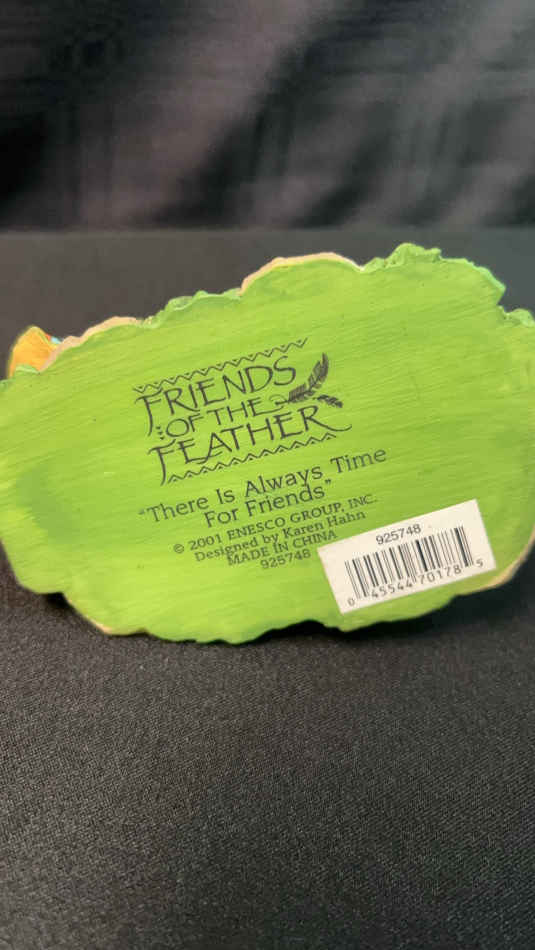 FRIENDS
OF THE
FEATHER
"There Is Always Time
For Friends"
© 2001 ENESCO GROUP, INC.
Designed by Karen Hahn
MADE IN CHINA
925748
925748
0 45544 70178 5